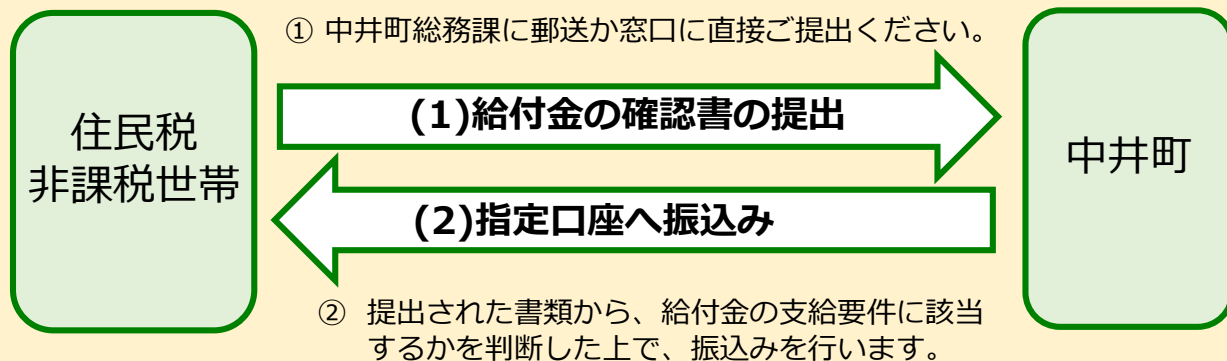 ① 中井町総務課に郵送か窓口に直接ご提出ください。
住民税
非課税世帯
(1)給付金の確認書の提出
(2)指定口座へ振込み
中井町
② 提出された書類から、給付金の支給要件に該当
するかを判断した上で、振込みを行います。